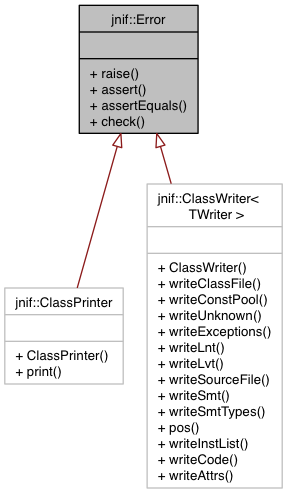 jnif::Error
+ raise()
+ assert()
+ assertEquals()
+ check()
jnif::ClassPrinter
+ ClassPrinter()
+ print()
jnif::ClassWriter<
TWriter >
+ ClassWriter()
+ writeClassFile()
+ writeConstPool()
+ writeUnknown()
+ writeExceptions()
+ writeLnt()
+ writeLvt()
+ writeSourceFile()
+ writeSmt()
+ writeSmtTypes()
+ pos()
+ writeInstList()
+ writeCode()
+ writeAttrs()